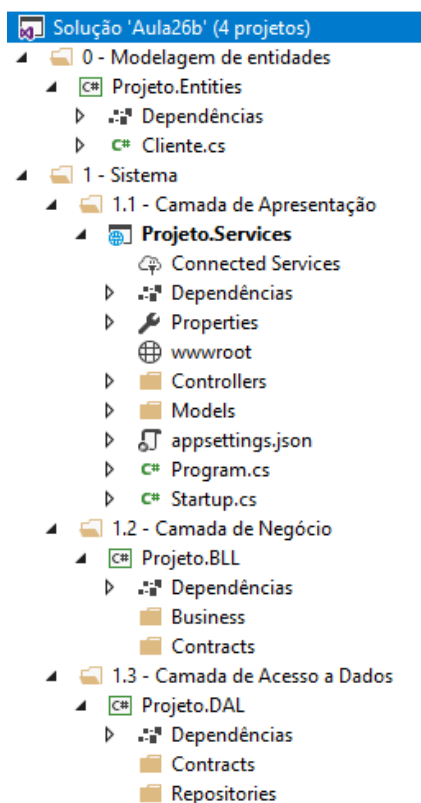 Solução 'Aula26b' (4 projetos)
0 - Modelagem de entidades
C# Projeto.Entities
Dependências
C# Cliente.cs
1 - Sistema
1.1 - Camada de Apresentação
Projeto.Services
Connected Services
Dependências
Properties
wwwroot
Controllers
Models
appsettings.json
C# Program.cs
C# Startup.cs
1.2 - Camada de Negócio
C# Projeto.BLL
Dependências
Business
Contracts
1.3 - Camada de Acesso a Dados
C# Projeto.DAL
Dependências
Contracts
Repositories